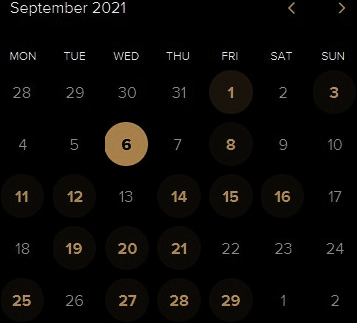 September 2021 < >
MON TUE WED THU FRI SAT SUN
28 29 30 31 1 2 3
4 5 6 7 8 9 10
11 12 13 14 15 16 17
18 19 20 21 22 23 24
25 26 27 28 29 1 2